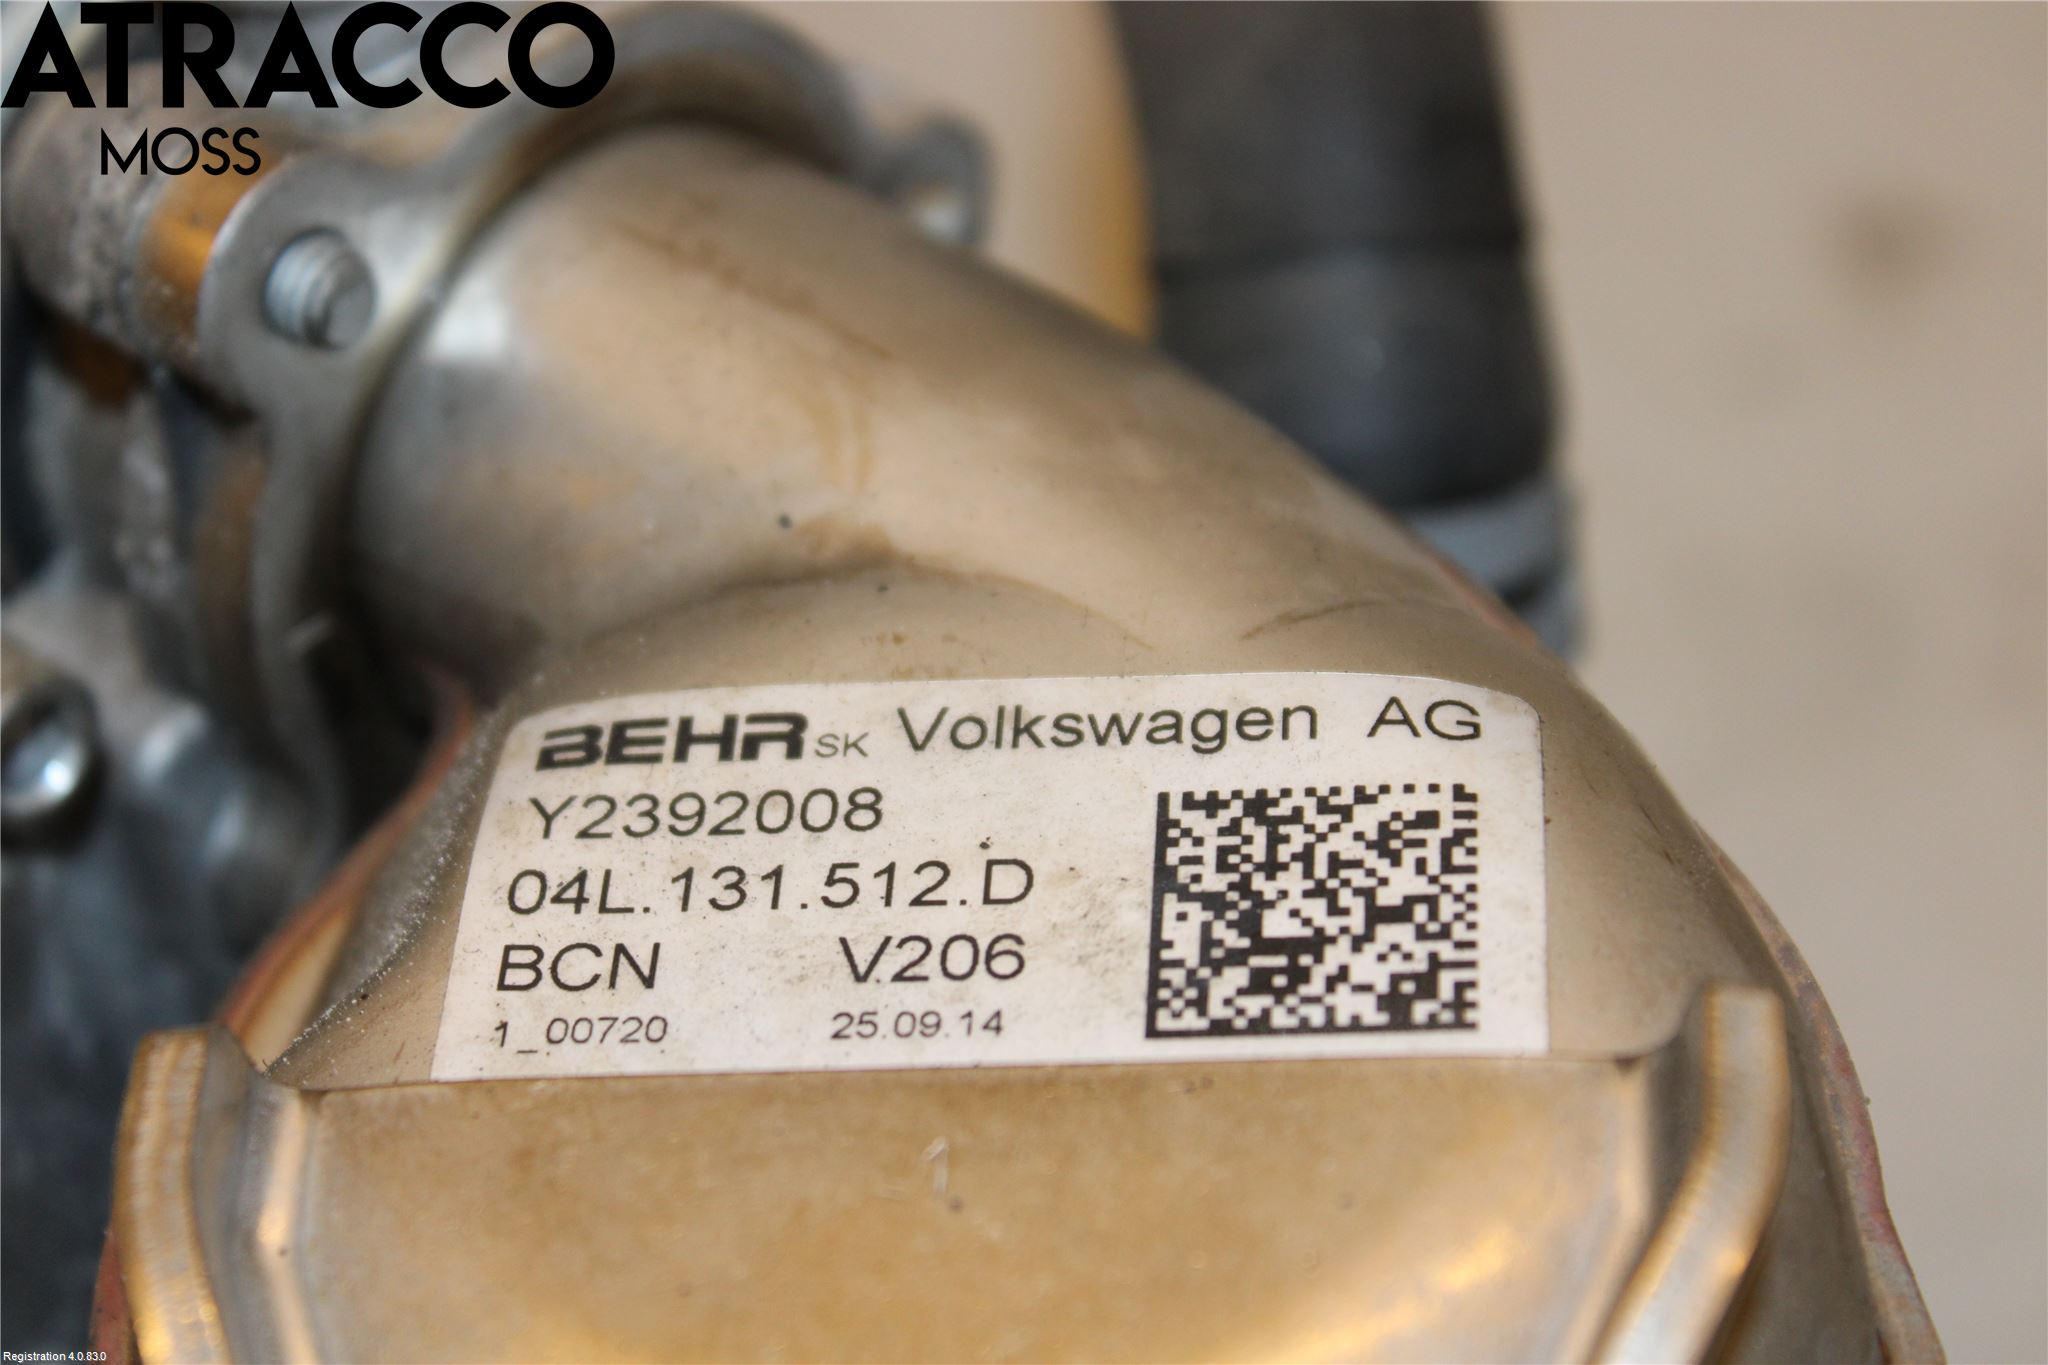 ATRACCO
MOSS
BEHR SK Volkswagen AG
Y2392008
04L.131.512.D
BCN V206
1_00720 25.09.14
Registration 4.0.83.0